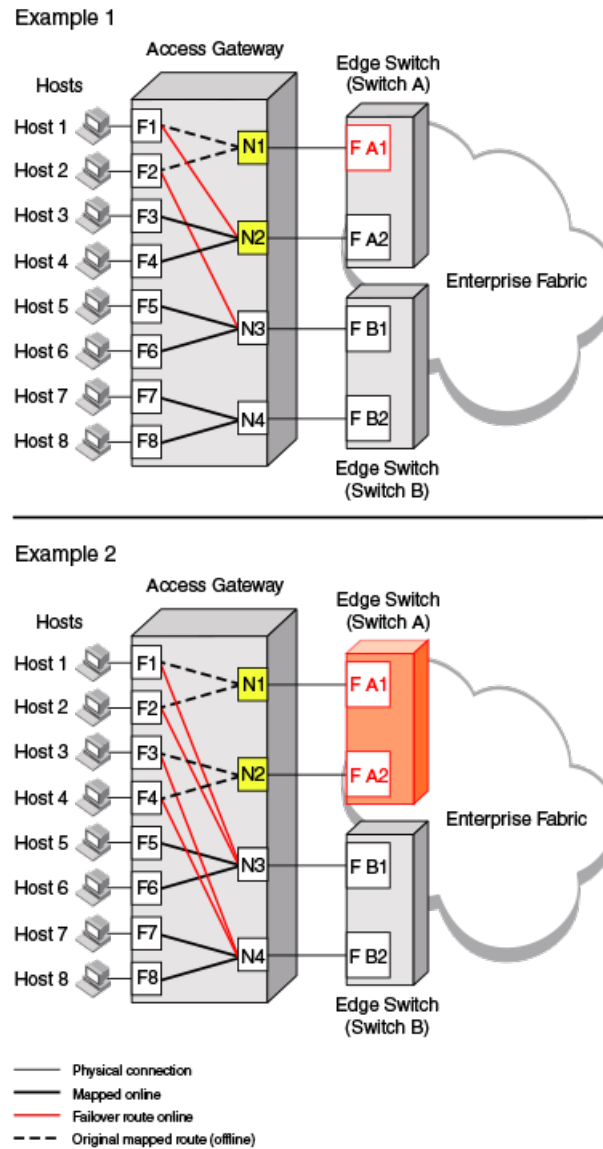 Example 1
Access Gateway
Edge Switch
(Switch A)
Hosts
Host 1
F1
N1
F A1
Host 2
F2
Host 3
F3
N2
F A2
Host 4
F4
Enterprise Fabric
Host 5
F5
N3
F B1
Host 6
F6
Host 7
F7
N4
F B2
Host 8
F8
Edge Switch
(Switch B)
Example 2
Access Gateway
Edge Switch
(Switch A)
Hosts
Host 1
F1
N1
F A1
Host 2
F2
Host 3
F3
N2
F A2
Host 4
F4
Enterprise Fabric
Host 5
F5
N3
F B1
Host 6
F6
Host 7
F7
N4
F B2
Host 8
F8
Edge Switch
(Switch B)
Physical connection
Mapped online
Failover route online
Original mapped route (offline)